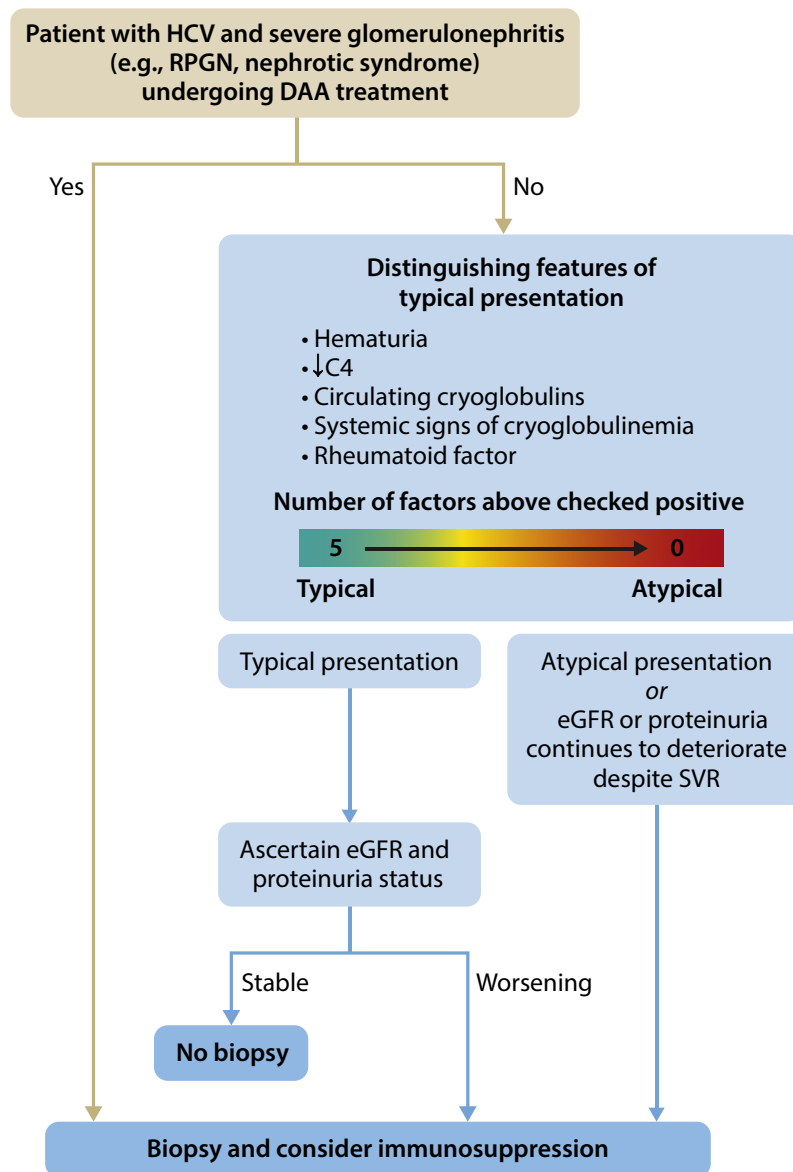 Patient with HCV and severe glomerulonephritis
(e.g., RPGN, nephrotic syndrome)
undergoing DAA treatment
Yes
No
Distinguishing features of
typical presentation
• Hematuria
• ↓C4
• Circulating cryoglobulins
• Systemic signs of cryoglobulinemia
• Rheumatoid factor
Number of factors above checked positive
5
0
Typical
Atypical
Typical presentation
Atypical presentation
or
eGFR or proteinuria
continues to deteriorate
despite SVR
Ascertain eGFR and
proteinuria status
Stable
Worsening
No biopsy
Biopsy and consider immunosuppression